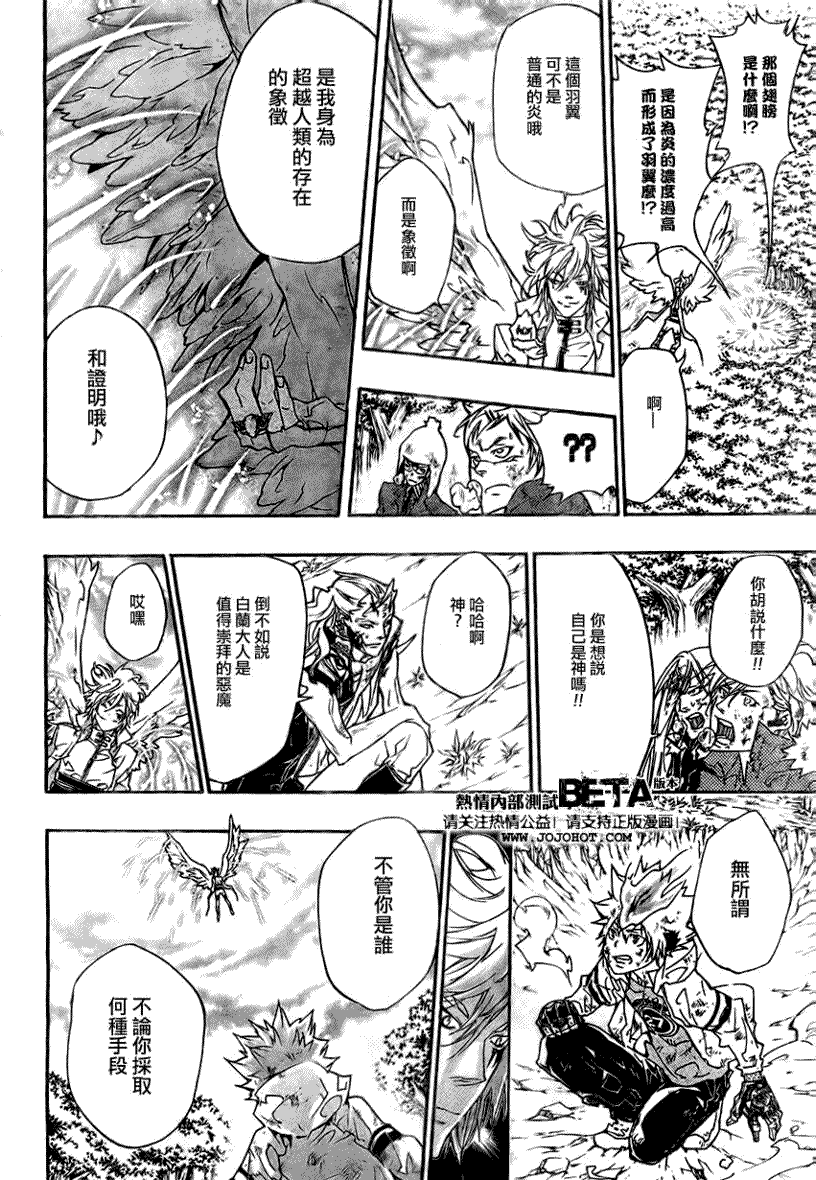 那個翅膀
是什麼啊!?
是因為炎的濃度過高
而形成了羽翼麼!?
啊—
這個羽翼
可不是
普通的炎哦
而是象徵啊
??
是我身為
超越人類的存在
的象徵
和證明哦♪
你胡說什麼!!
你是想說
自己是神嗎!!
哈哈啊
神?
倒不如說
白蘭大人是
值得崇拜的惡魔
哎嘿
熱情內部測試BETA版本
请关注热情公益! 请支持正版漫画!
WWW.JOJOHOT.COM
無所謂
不管你是誰
不論你採取
何種手段